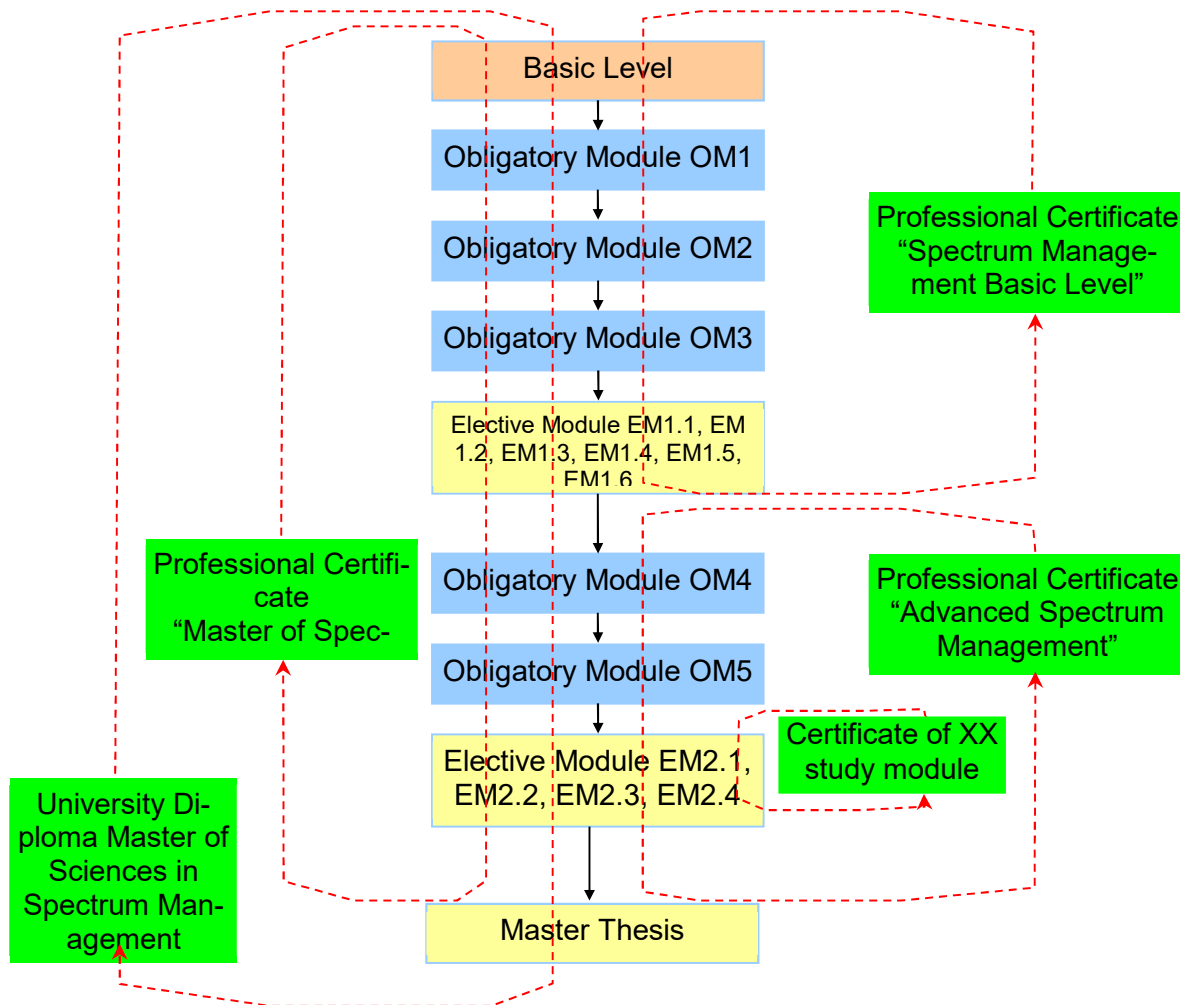 Basic Level
Obligatory Module OM1
Obligatory Module OM2
Obligatory Module OM3
Elective Module EM1.1, EM
1.2, EM1.3, EM1.4, EM1.5,
EM1.6
Obligatory Module OM4
Obligatory Module OM5
Elective Module EM2.1,
EM2.2, EM2.3, EM2.4
Master Thesis
Professional Certificate
“Spectrum Manage-
ment Basic Level”
Professional Certificate
“Advanced Spectrum
Management”
Certificate of XX
study module
Professional Certifi-
cate
“Master of Spec-
University Di-
ploma Master of
Sciences in
Spectrum Man-
agement